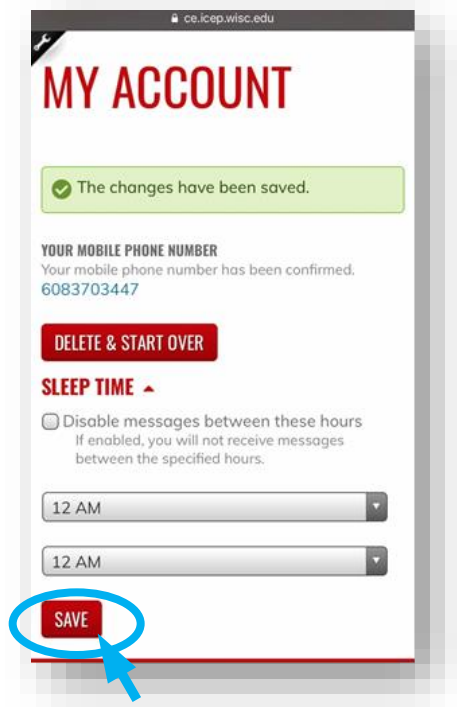 ce.icep.wisc.edu
MY ACCOUNT
The changes have been saved.
YOUR MOBILE PHONE NUMBER
Your mobile phone number has been confirmed.
6083703447
DELETE & START OVER
SLEEP TIME
Disable messages between these hours
If enabled, you will not receive messages
between the specified hours.
12 AM
12 AM
SAVE